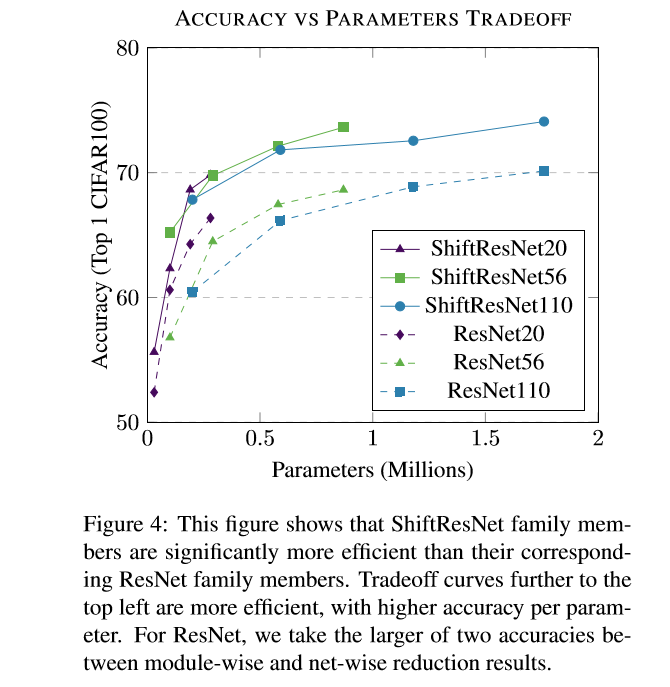 ACCURACY VS PARAMETERS TRADEOFF
80
70
60
50
Accuracy (Top 1 CIFAR100)
0
0.5
1
1.5
2
Parameters (Millions)
ShiftResNet20
ShiftResNet56
ShiftResNet110
ResNet20
ResNet56
ResNet110
Figure 4: This figure shows that ShiftResNet family mem-
bers are significantly more efficient than their correspond-
ing ResNet family members. Tradeoff curves further to the
top left are more efficient, with higher accuracy per param-
eter. For ResNet, we take the larger of two accuracies be-
tween module-wise and net-wise reduction results.